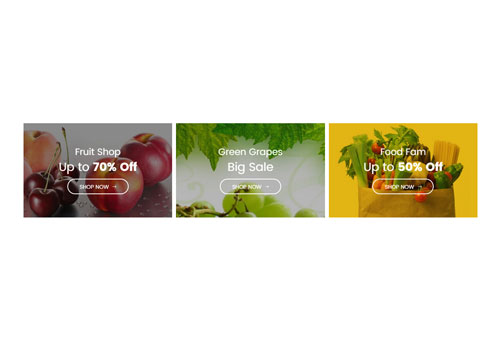 Fruit Shop
Up to 70% Off
SHOP NOW →
Green Grapes
Big Sale
SHOP NOW →
Food Fam
Up to 50% Off
SHOP NOW →